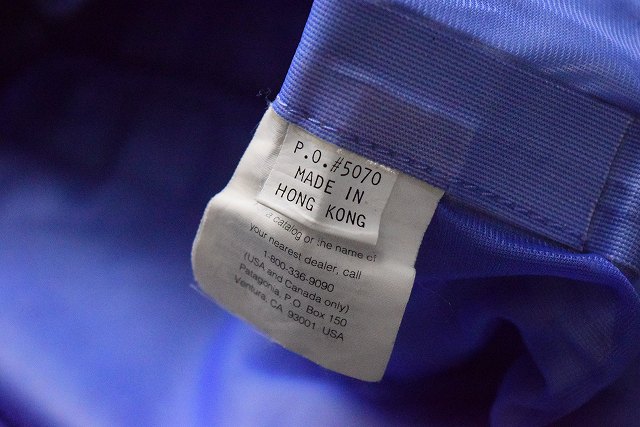 P.O.#5070
MADE IN
HONG KONG
a catalog or the name of
your nearest dealer, call
1-800-336-9090
(USA and Canada only)
Patagonia, P.O. Box 150
Ventura, CA 93001 USA